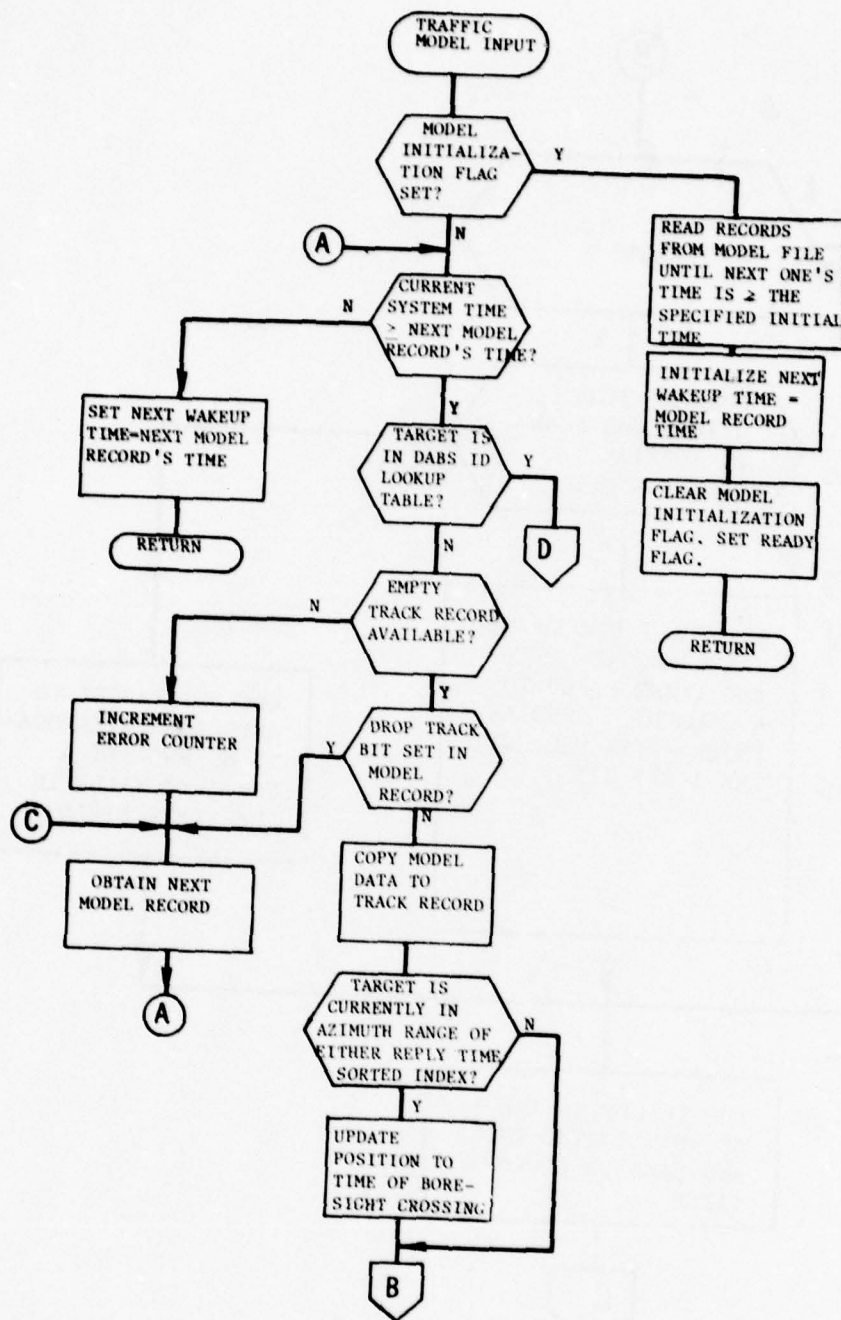 TRAFFIC
MODEL INPUT
MODEL
INITIALIZA-
TION FLAG
SET?
Y
N
A
READ RECORDS
FROM MODEL FILE
UNTIL NEXT ONE'S
TIME IS ≥ THE
SPECIFIED INITIAL
TIME
INITIALIZE NEXT
WAKEUP TIME =
MODEL RECORD
TIME
CLEAR MODEL
INITIALIZATION
FLAG. SET READY
FLAG.
RETURN
CURRENT
SYSTEM TIME
≥ NEXT MODEL
RECORD'S TIME?
N
Y
SET NEXT WAKEUP
TIME=NEXT MODEL
RECORD'S TIME
RETURN
TARGET IS
IN DABS ID
LOOKUP
TABLE?
Y
N
D
EMPTY
TRACK RECORD
AVAILABLE?
N
Y
INCREMENT
ERROR COUNTER
DROP TRACK
BIT SET IN
MODEL
RECORD?
Y
N
C
OBTAIN NEXT
MODEL RECORD
A
COPY MODEL
DATA TO
TRACK RECORD
TARGET IS
CURRENTLY IN
AZIMUTH RANGE OF
EITHER REPLY TIME
SORTED INDEX?
N
Y
UPDATE
POSITION TO
TIME OF BORE-
SIGHT CROSSING
B